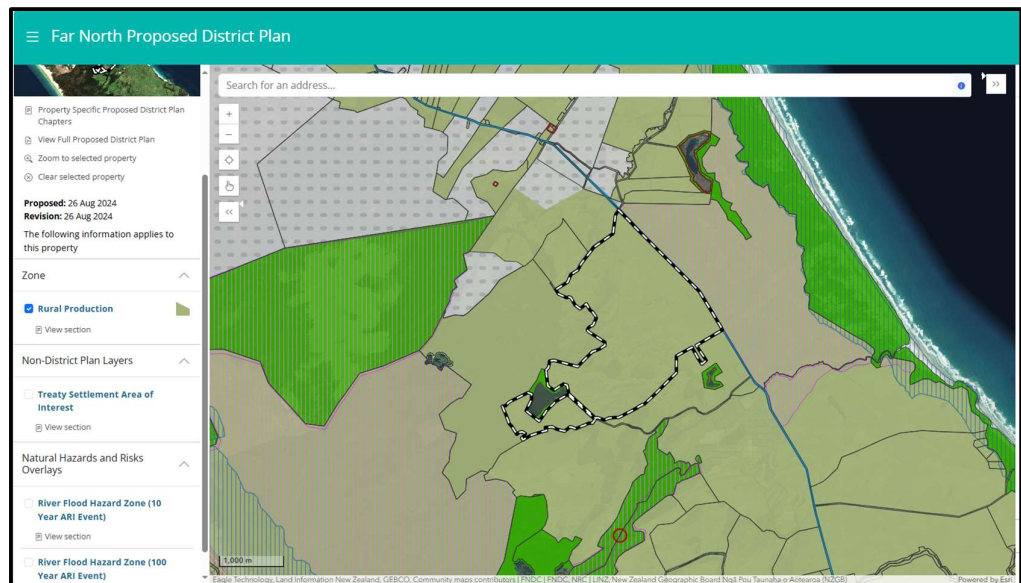 Far North Proposed District Plan
Property Specific Proposed District Plan
Chapters
View Full Proposed District Plan
Zoom to selected property
Clear selected property
Proposed: 26 Aug 2024
Revision: 26 Aug 2024
The following information applies to
this property
Zone
Rural Production
View section
Non-District Plan Layers
Treaty Settlement Area of
Interest
View section
Natural Hazards and Risks
Overlays
River Flood Hazard Zone (10
Year ARI Event)
View section
River Flood Hazard Zone (100
Year ARI Event)
Search for an address...
1,000 m
Eagle Technology, Land Information New Zealand, GEBCO, Community maps contributors | FNDC | FNDC, NRC | LINZ, New Zealand Geographic Board Ngā Pou Taunaha o Aotearoa (NZGB)
Powered by Esri